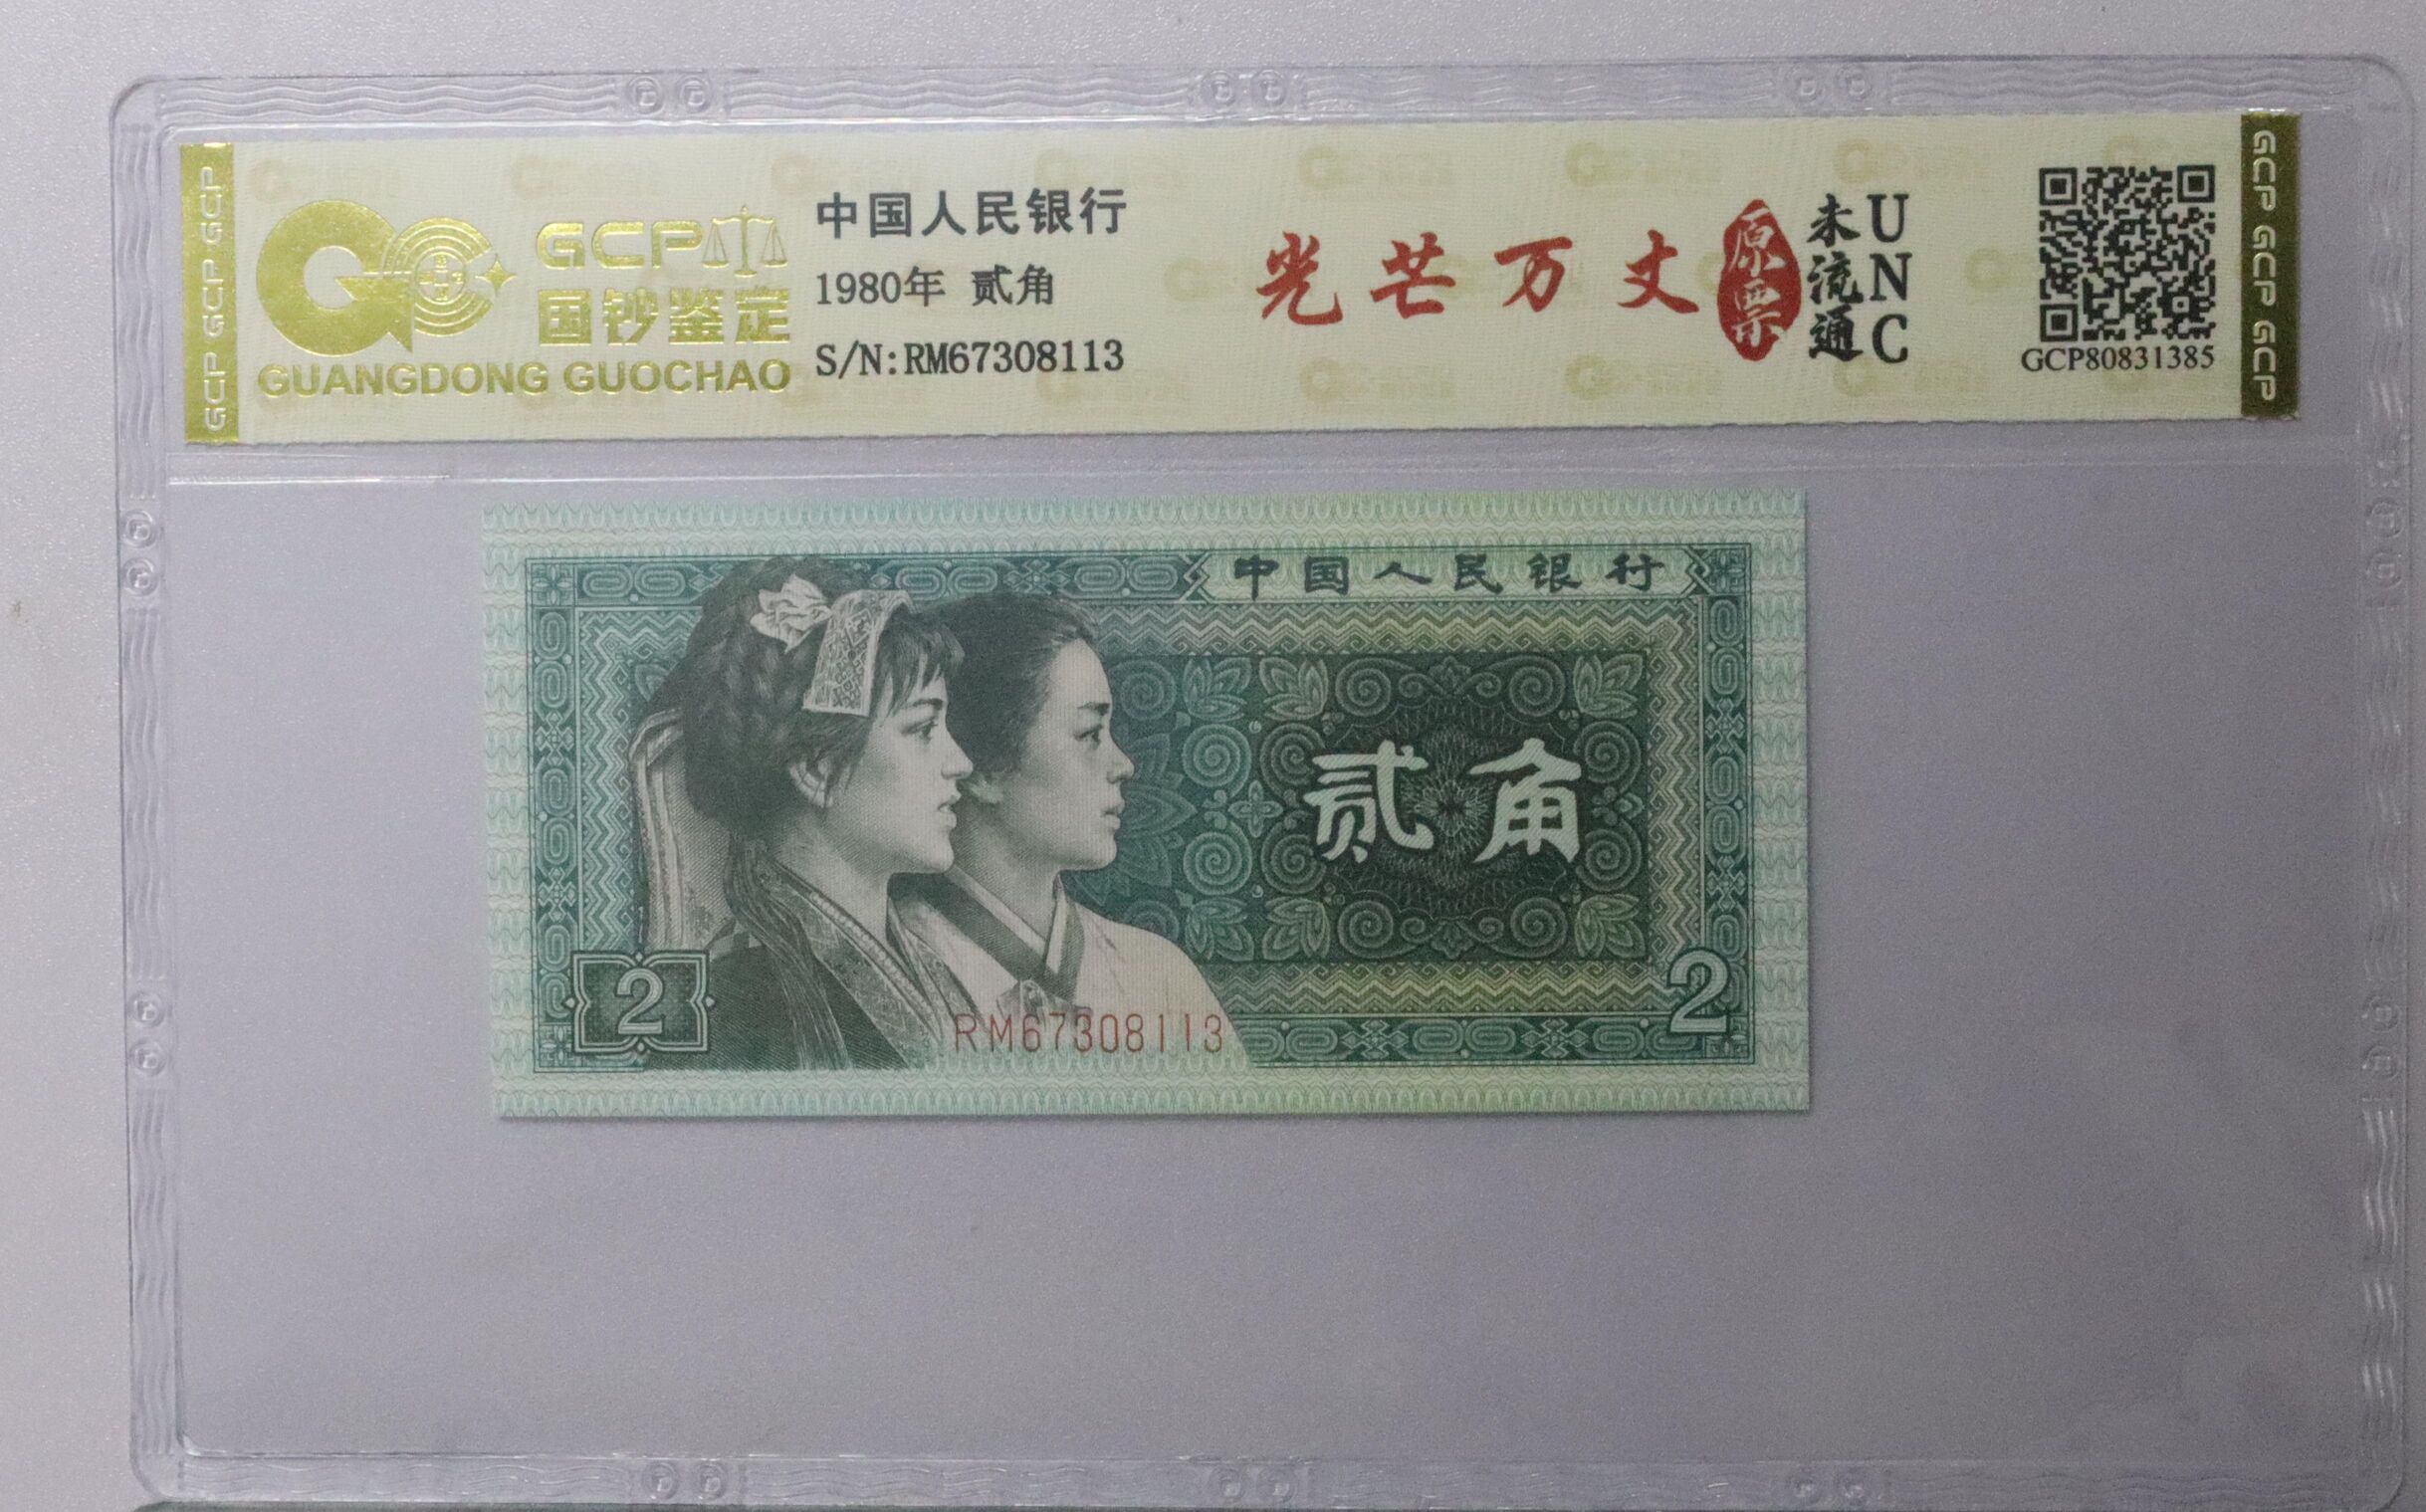 GCP GCP GCP
GCP
国钞鉴定
GUANGDONG GUOCHAO
中国人民银行
1980年 贰角
S/N:RM67308113
光芒万丈
原票
未流通
UNC
GCP80831385
GCP GCP GCP
中国人民银行
贰角
2
2
RM67308113